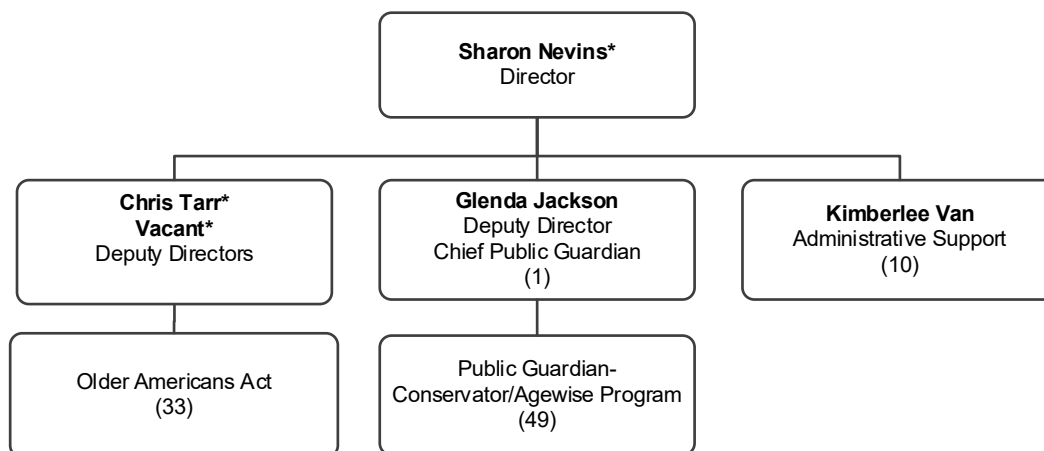 Sharon Nevins*
Director
Chris Tarr*
Vacant*
Deputy Directors
Glenda Jackson
Deputy Director
Chief Public Guardian
(1)
Kimberlee Van
Administrative Support
(10)
Older Americans Act
(33)
Public Guardian-
Conservator/Agewise Program
(49)